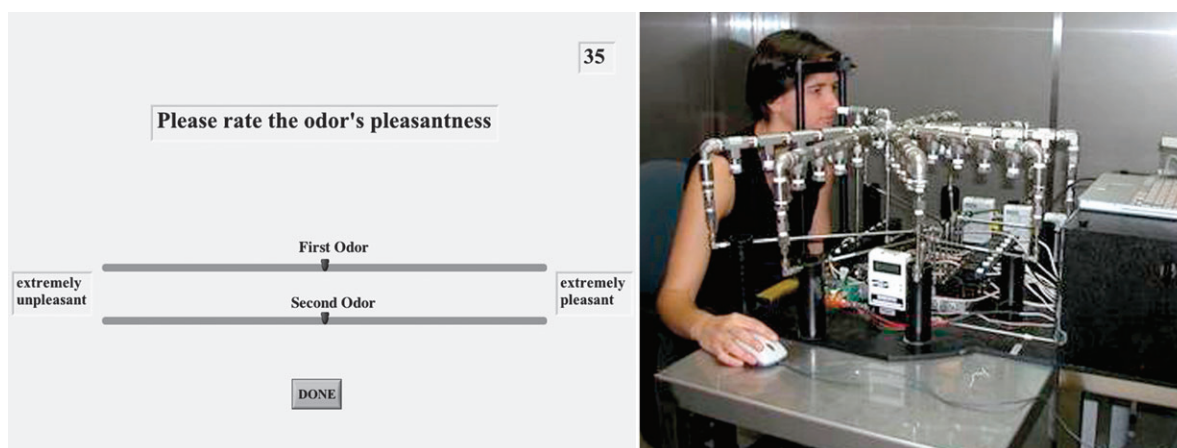 35
Please rate the odor's pleasantness
First Odor
extremely
unpleasant
extremely
pleasant
Second Odor
DONE